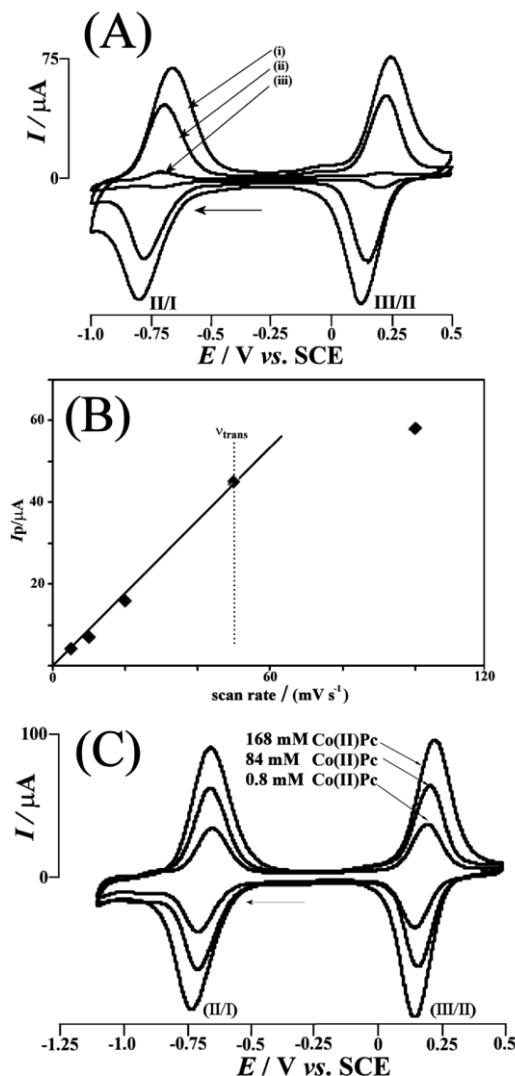 (A)
75
(i)
(ii)
(iii)
I / μA
0
II/I
III/II
-1.0 -0.75 -0.5 -0.25 0 0.25 0.5
E / V vs. SCE
(B)
60
νtrans
Ip/μA
40
20
0 60 120
scan rate / (mV s⁻¹)
(C)
100
168 mM Co(II)Pc
84 mM Co(II)Pc
0.8 mM Co(II)Pc
I / μA
0
(II/I)
(III/II)
-1.25 -1.0 -0.75 -0.5 -0.25 0 0.25 0.5
E / V vs. SCE